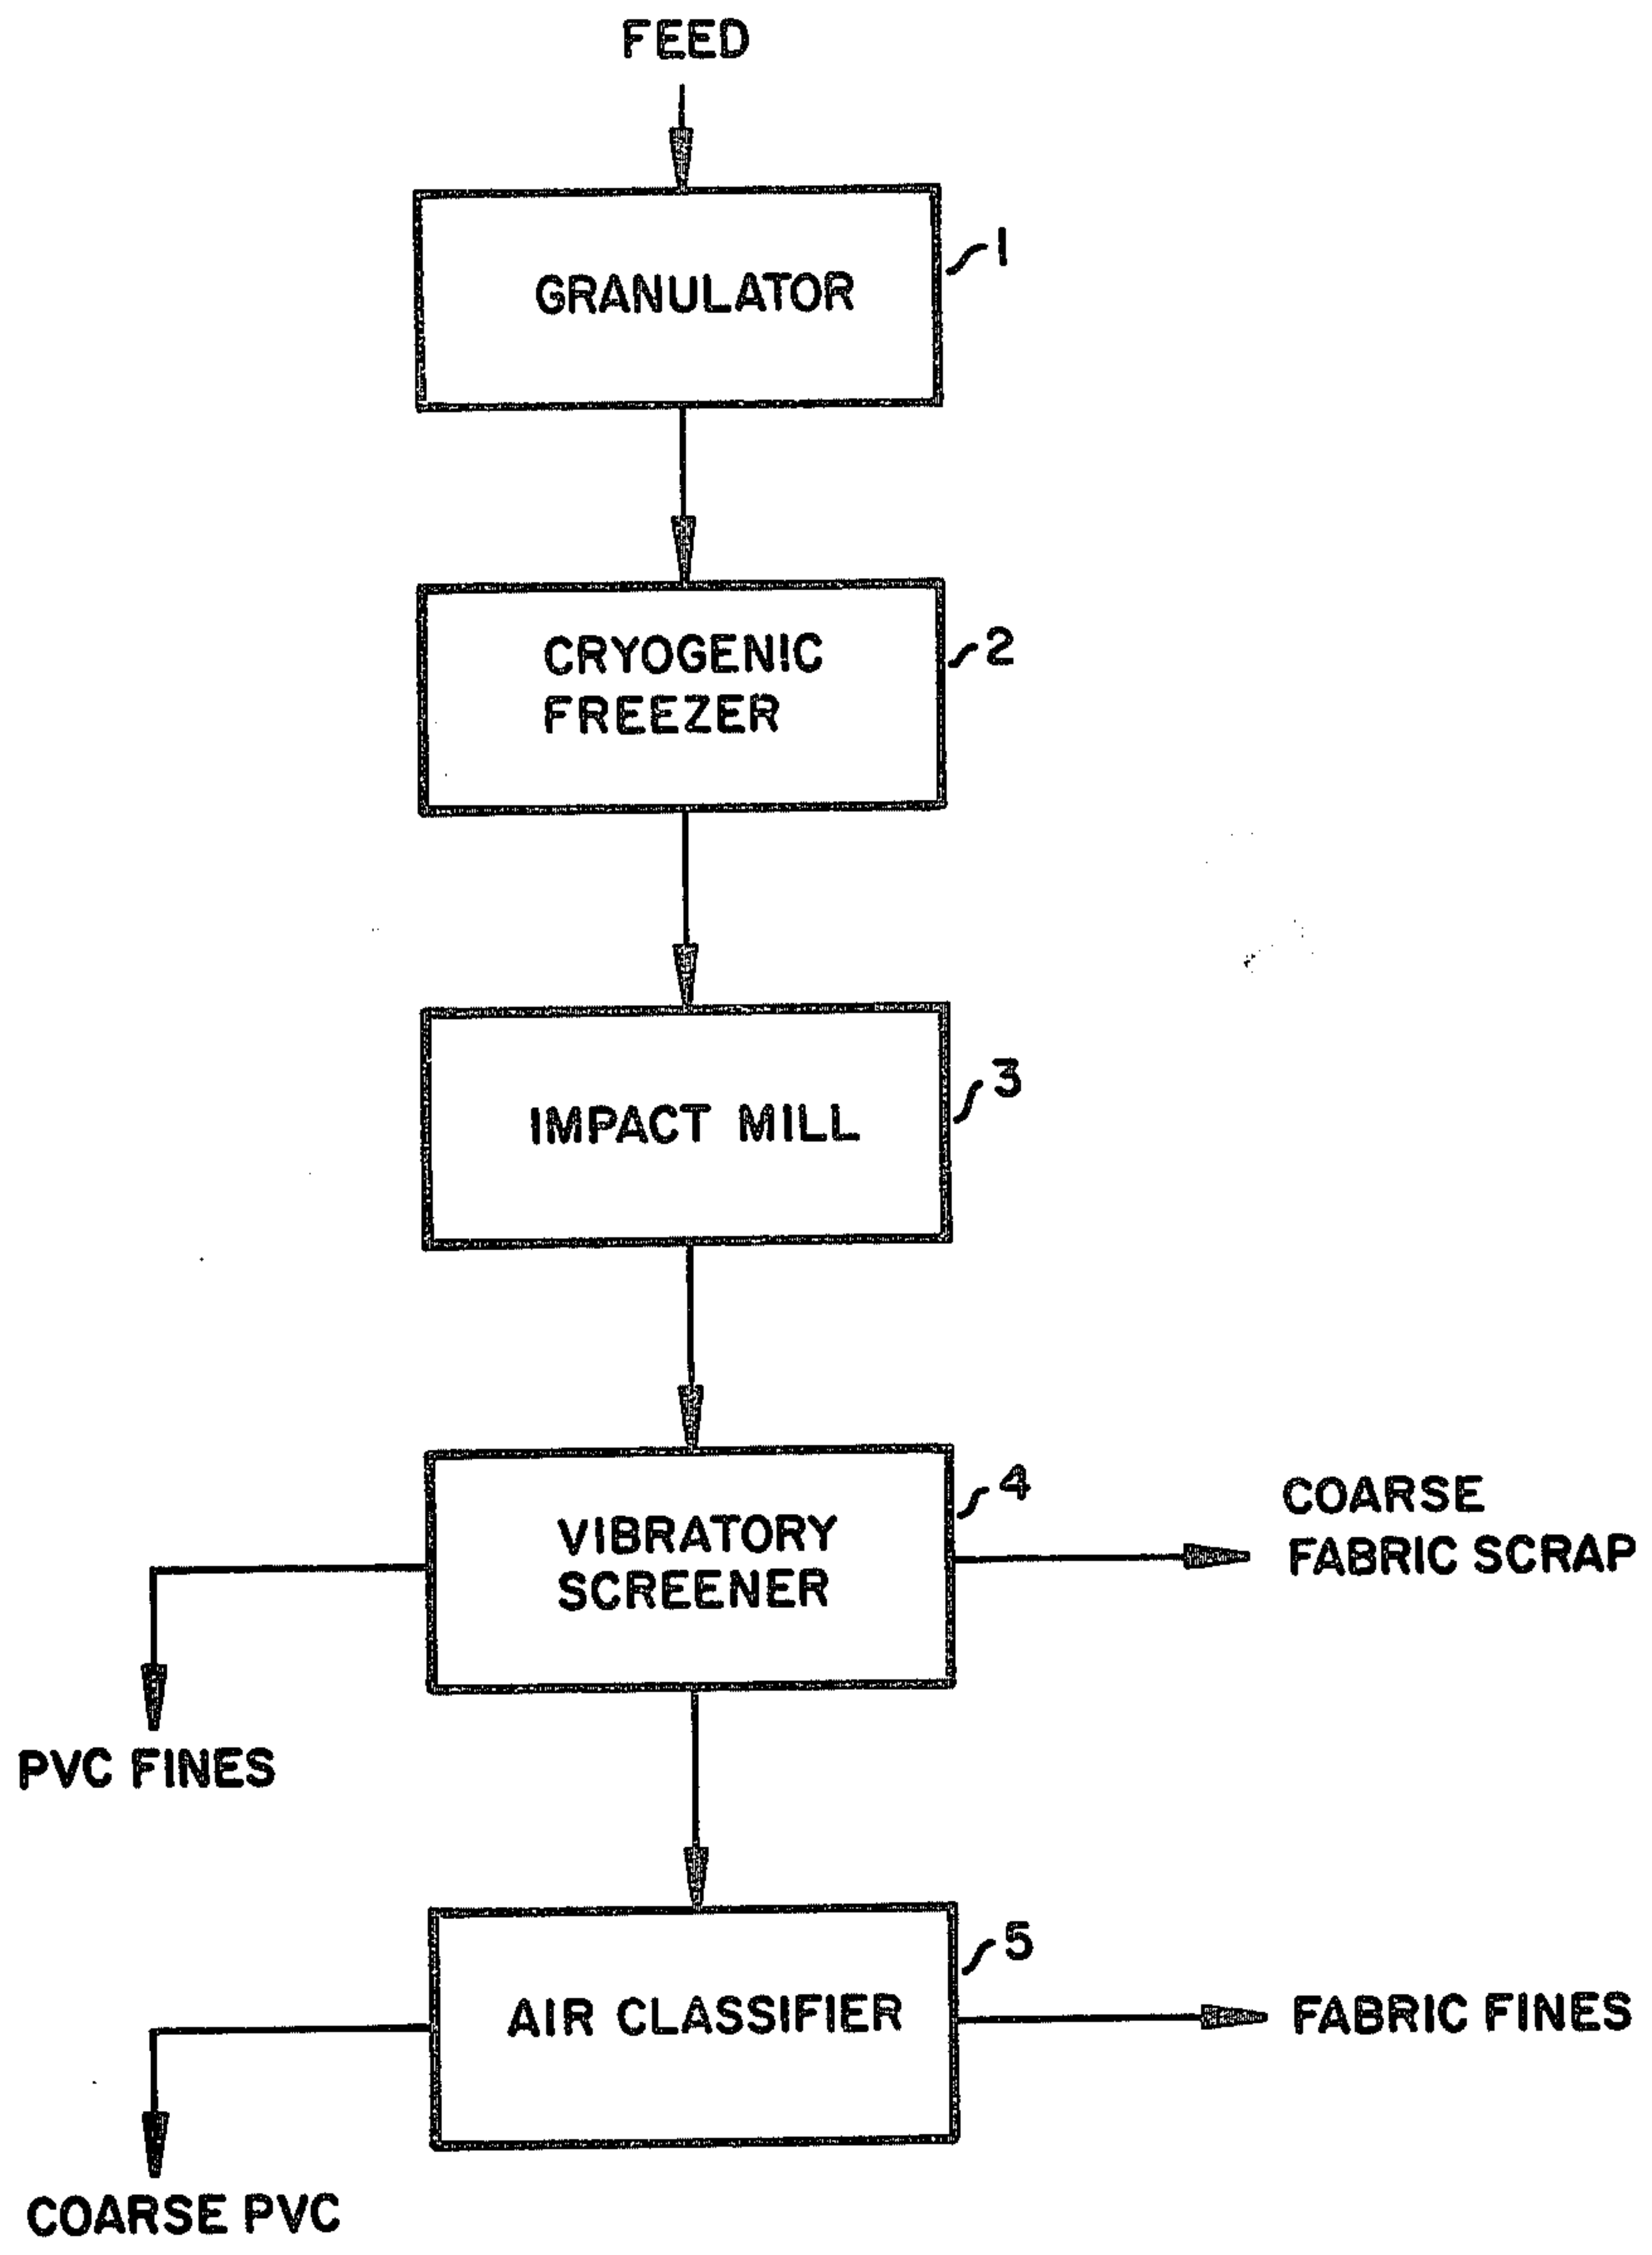 FEED
GRANULATOR
1
CRYOGENIC
FREEZER
2
IMPACT MILL
3
VIBRATORY
SCREENER
4
COARSE
FABRIC SCRAP
PVC FINES
AIR CLASSIFIER
5
FABRIC FINES
COARSE PVC